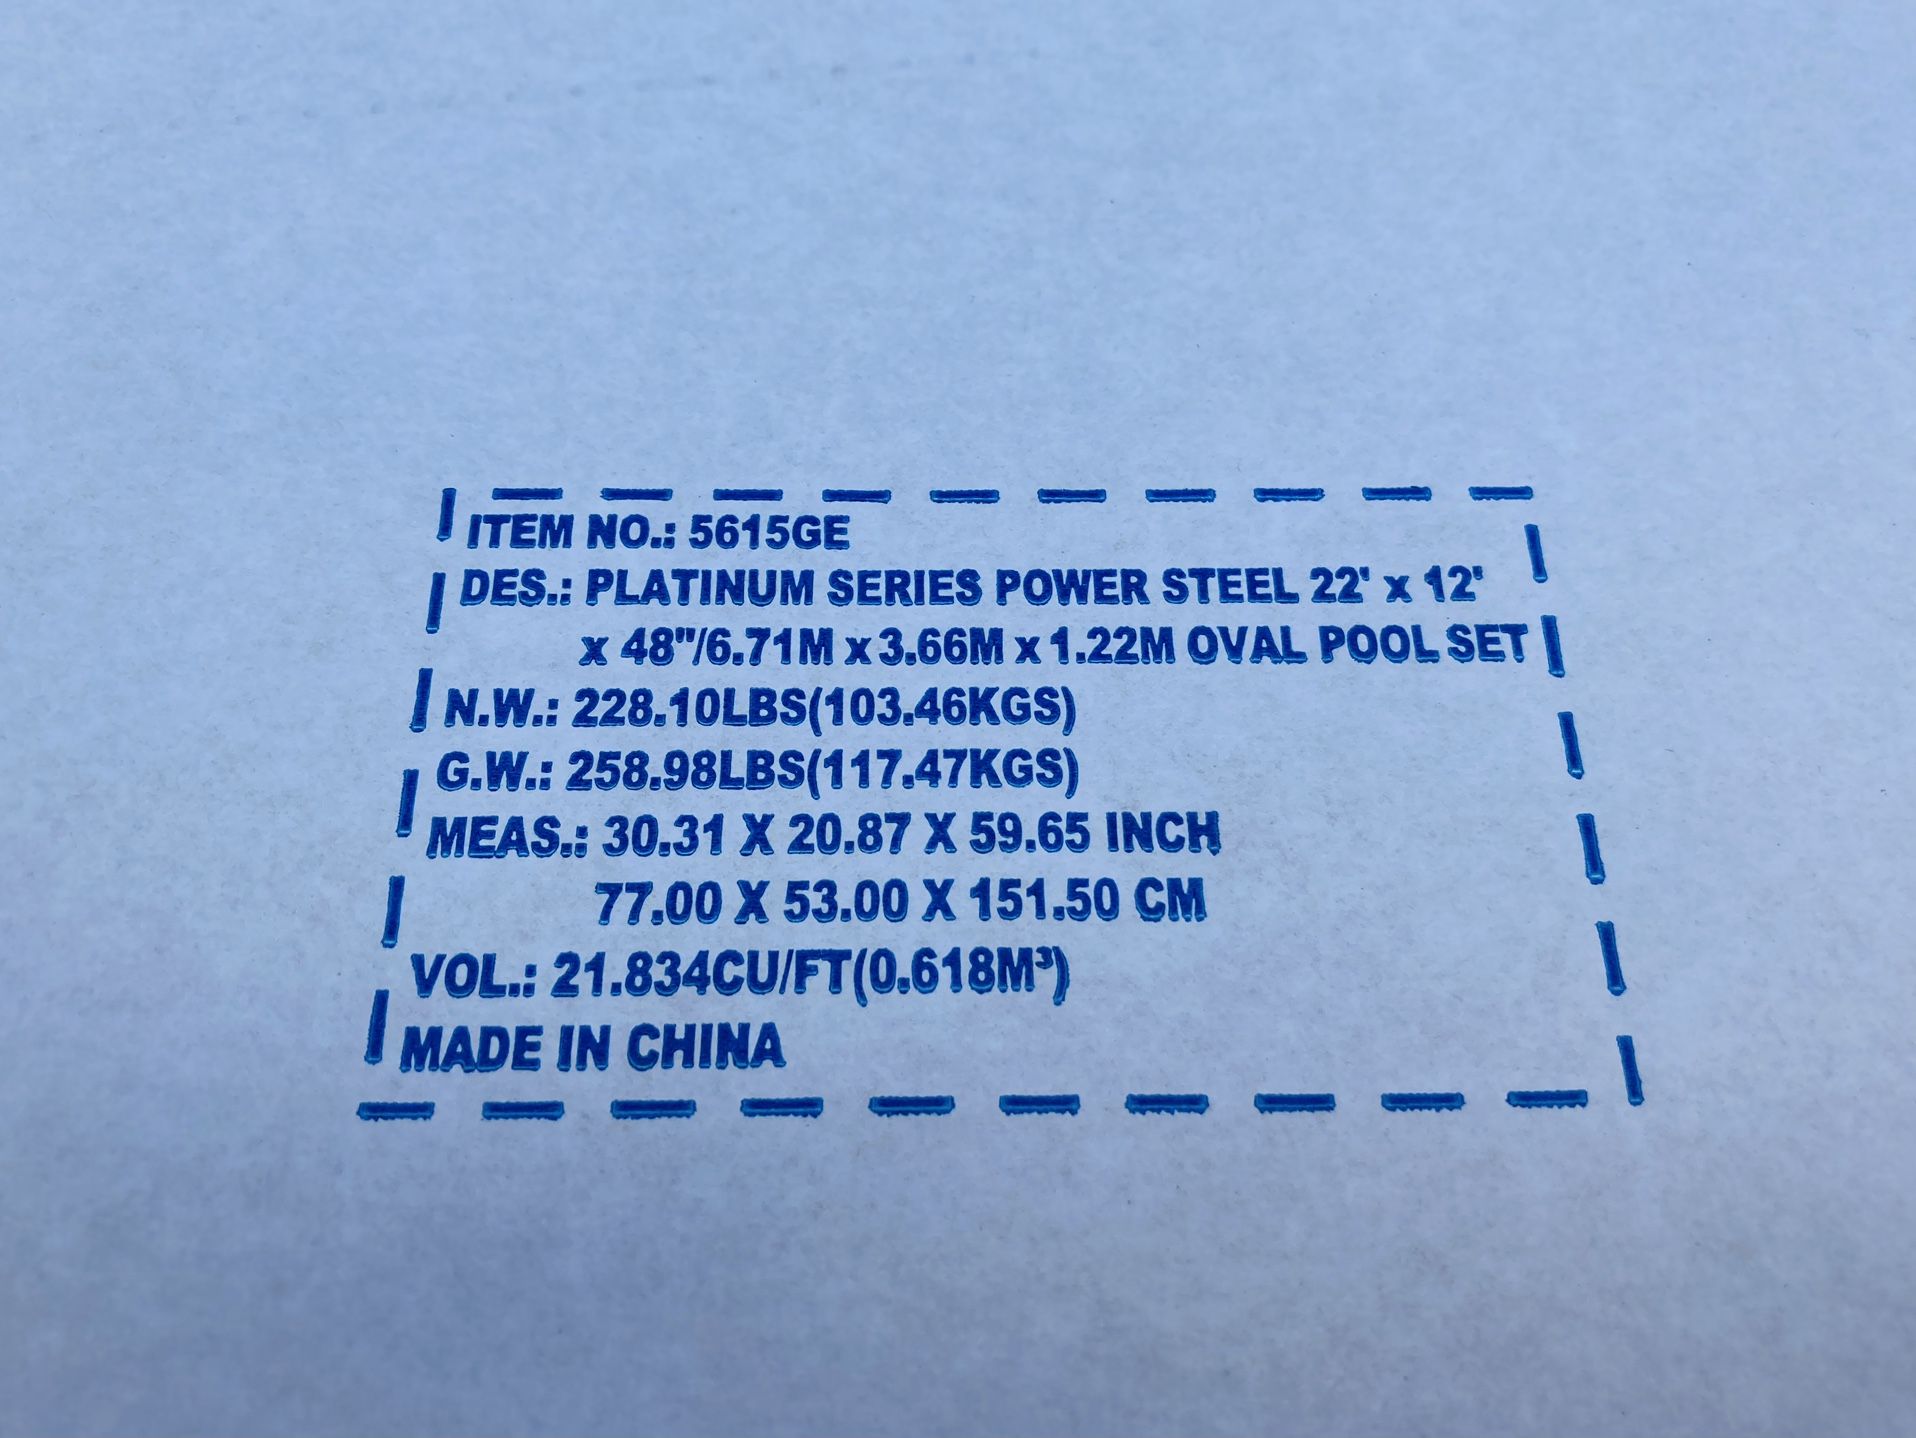 ITEM NO.: 5615GE
DES.: PLATINUM SERIES POWER STEEL 22' x 12'
x 48"/6.71M x 3.66M x 1.22M OVAL POOL SET
N.W.: 228.10LBS(103.46KGS)
G.W.: 258.98LBS(117.47KGS)
MEAS.: 30.31 X 20.87 X 59.65 INCH
77.00 X 53.00 X 151.50 CM
VOL.: 21.834CU/FT(0.618M³)
MADE IN CHINA